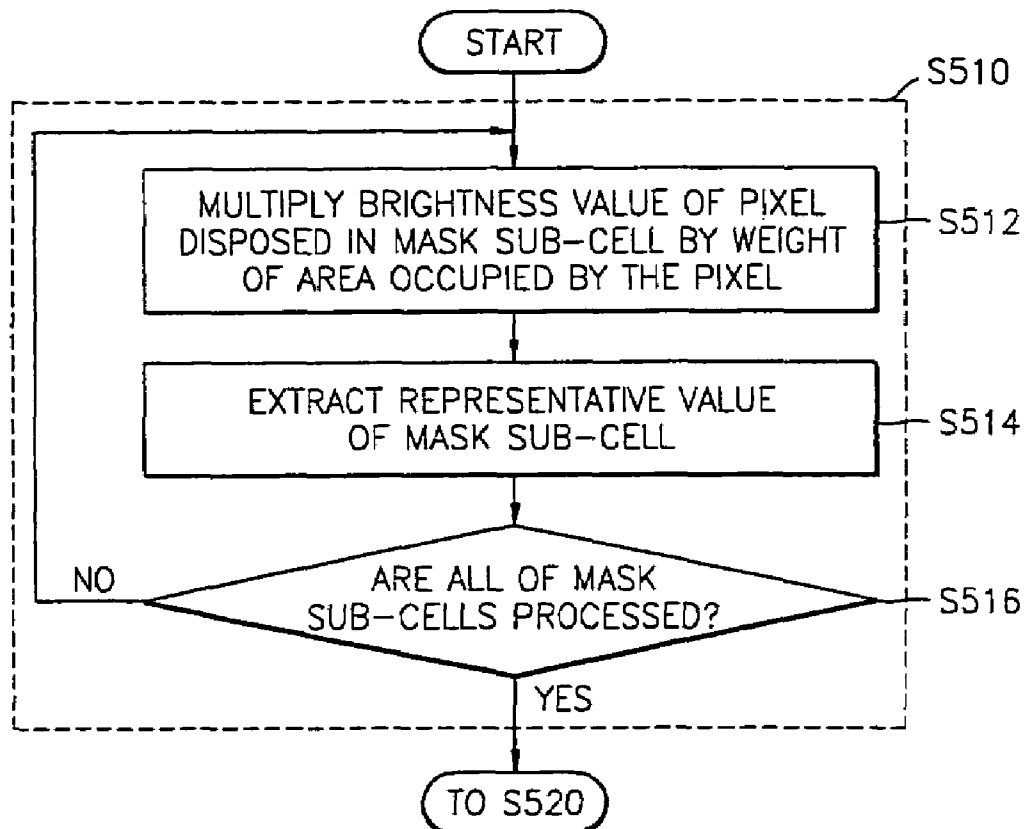 START
S510
MULTIPLY BRIGHTNESS VALUE OF PIXEL
DISPOSED IN MASK SUB-CELL BY WEIGHT
OF AREA OCCUPIED BY THE PIXEL
S512
EXTRACT REPRESENTATIVE VALUE
OF MASK SUB-CELL
S514
NO
ARE ALL OF MASK
SUB-CELLS PROCESSED?
S516
YES
TO S520